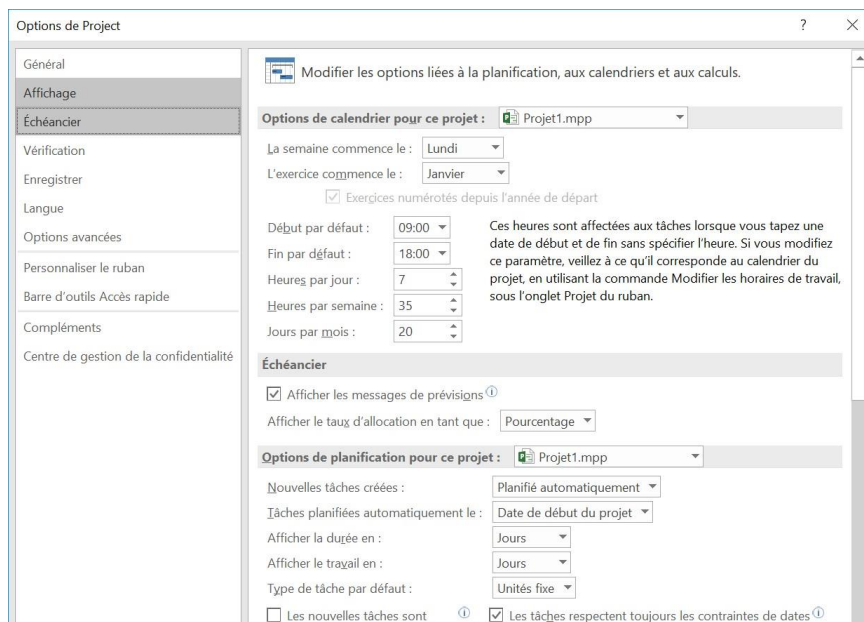 Options de Project
Général
Affichage
Échéancier
Vérification
Enregistrer
Langue
Options avancées
Personnaliser le ruban
Barre d'outils Accès rapide
Compléments
Centre de gestion de la confidentialité
Modifier les options liées à la planification, aux calendriers et aux calculs.
Options de calendrier pour ce projet : Projet1.mpp
La semaine commence le : Lundi
L'exercice commence le : Janvier
Exercices numérotés depuis l'année de départ
Début par défaut : 09:00
Fin par défaut : 18:00
Heures par jour : 7
Heures par semaine : 35
Jours par mois : 20
Ces heures sont affectées aux tâches lorsque vous tapez une
date de début et de fin sans spécifier l'heure. Si vous modifiez
ce paramètre, veillez à ce qu'il corresponde au calendrier du
projet, en utilisant la commande Modifier les horaires de travail,
sous l'onglet Projet du ruban.
Échéancier
Afficher les messages de prévisions
Afficher le taux d'allocation en tant que : Pourcentage
Options de planification pour ce projet : Projet1.mpp
Nouvelles tâches créées : Planifié automatiquement
Tâches planifiées automatiquement le : Date de début du projet
Afficher la durée en : Jours
Afficher le travail en : Jours
Type de tâche par défaut : Unités fixe
Les nouvelles tâches sont Les tâches respectent toujours les contraintes de dates